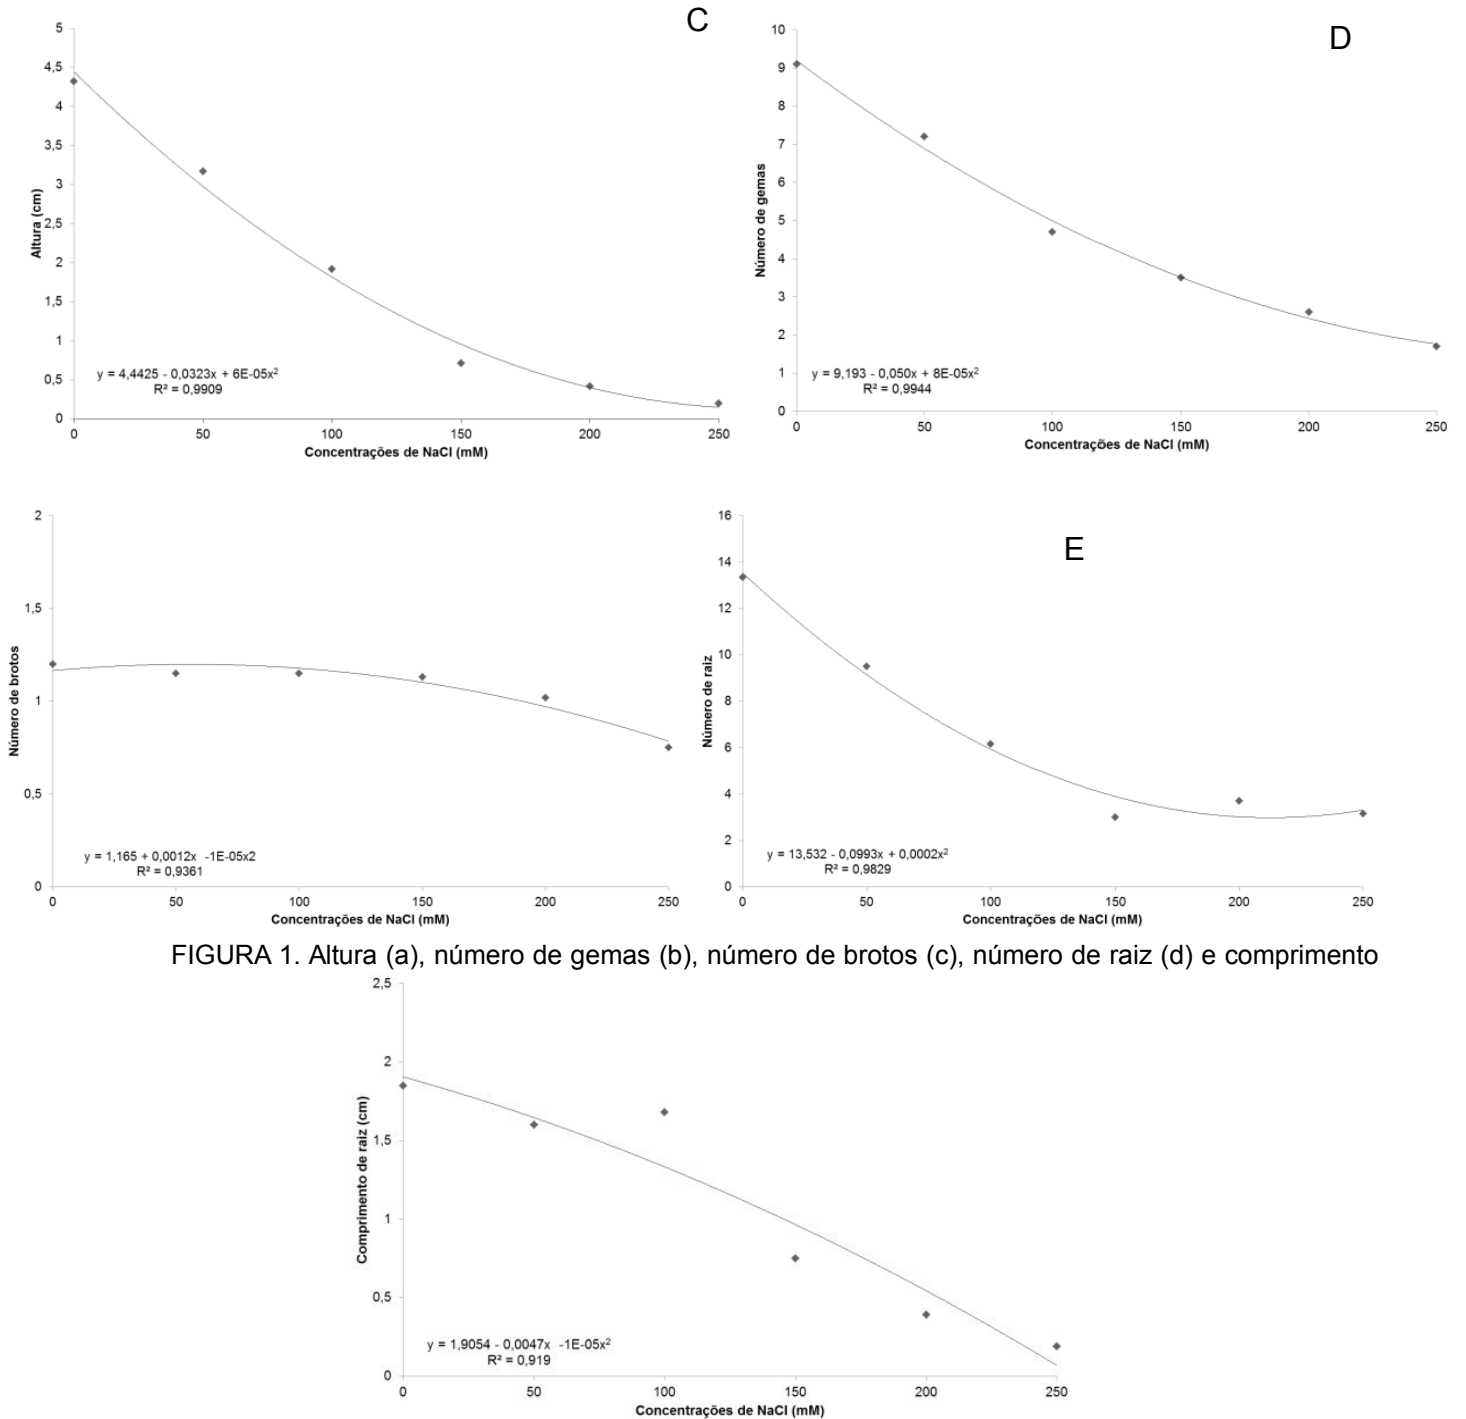 C
5
4,5
4
3,5
3
2,5
2
1,5
1
0,5
0
Altura (cm)
y = 4,4425 - 0,0323x + 6E-05x²
R² = 0,9909
0 50 100 150 200 250
Concentrações de NaCl (mM)
D
10
9
8
7
6
5
4
3
2
1
0
Número de gemas
y = 9,193 - 0,050x + 8E-05x²
R² = 0,9944
0 50 100 150 200 250
Concentrações de NaCl (mM)
2
1,5
1
0,5
0
Número de brotos
y = 1,165 + 0,0012x -1E-05x2
R² = 0,9361
0 50 100 150 200 250
Concentrações de NaCl (mM)
E
16
14
12
10
8
6
4
2
0
Número de raiz
y = 13,532 - 0,0993x + 0,0002x²
R² = 0,9829
0 50 100 150 200 250
Concentrações de NaCl (mM)
FIGURA 1. Altura (a), número de gemas (b), número de brotos (c), número de raiz (d) e comprimento
2,5
2
1,5
1
0,5
0
Comprimento de raiz (cm)
y = 1,9054 - 0,0047x -1E-05x²
R² = 0,919
0 50 100 150 200 250
Concentrações de NaCl (mM)